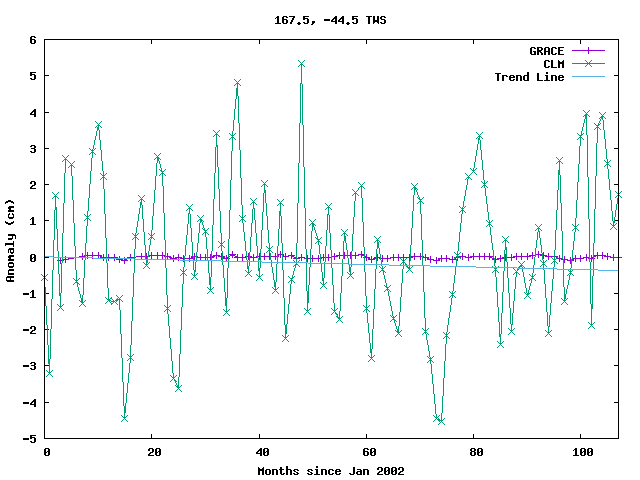 167.5, -44.5 TWS
GRACE
CLM
Trend Line
6
5
4
3
2
1
0
-1
-2
-3
-4
-5
Anomaly (cm)
0 20 40 60 80 100
Months since Jan 2002